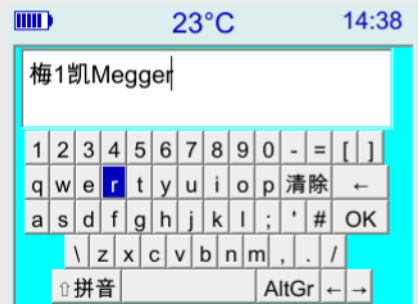 23°C 14:38
梅1凯Megger
1 2 3 4 5 6 7 8 9 0 - = [ ]
q w e r t y u i o p 清除 ←
a s d f g h j k l ; ' # OK
\ z x c v b n m , . /
⇧拼音 AltGr ← →